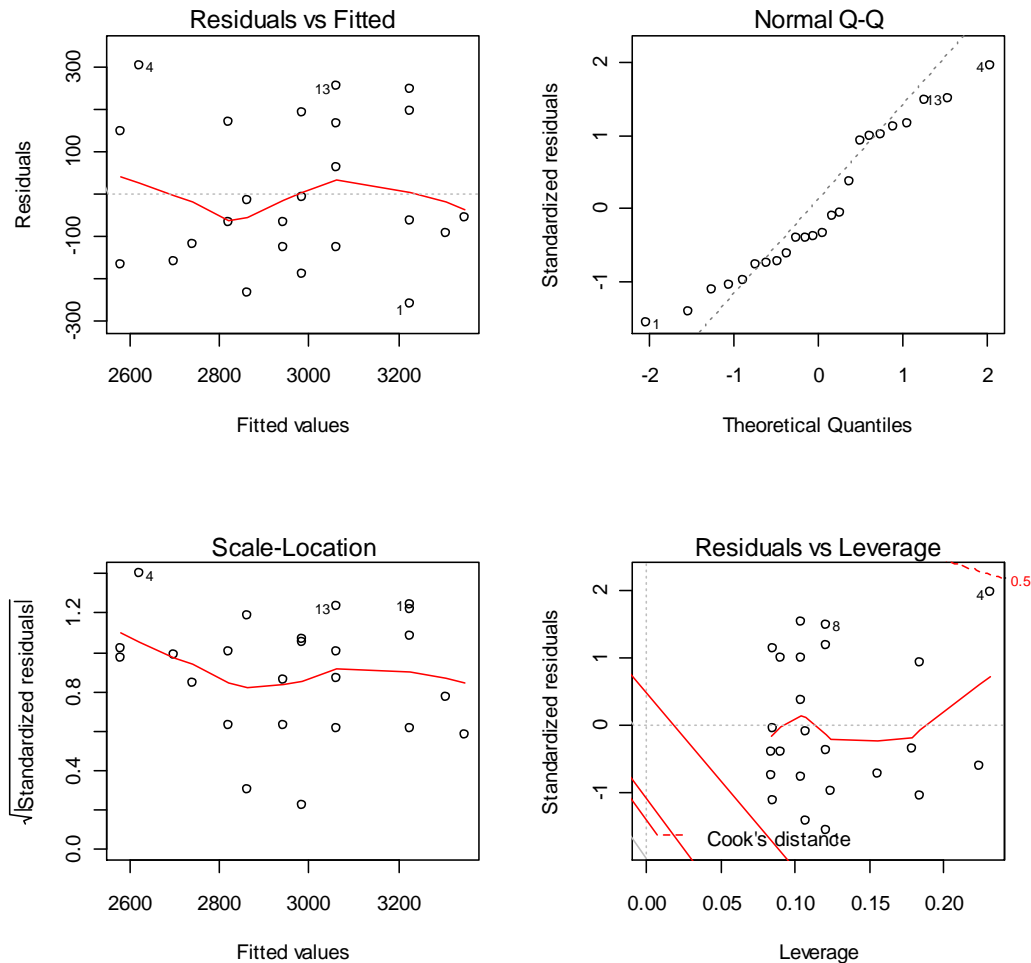 Residuals vs Fitted
Residuals
300
100
-100
-300
4
13
1
2600 2800 3000 3200
Fitted values
Normal Q-Q
Standardized residuals
2
1
0
-1
4
13
1
-2 -1 0 1 2
Theoretical Quantiles
Scale-Location
√|Standardized residuals|
1.2
0.8
0.4
0.0
4
13
2600 2800 3000 3200
Fitted values
Residuals vs Leverage
Standardized residuals
2
1
0
-1
0.5
4
8
Cook's distance
0.00 0.05 0.10 0.15 0.20
Leverage